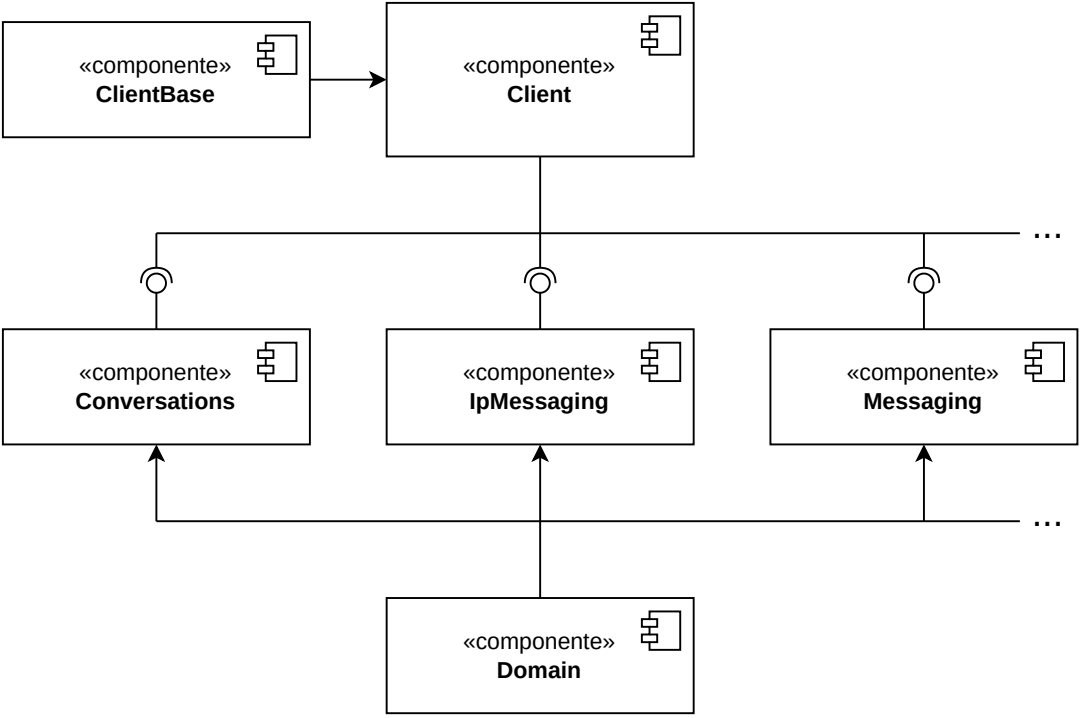 «componente»
ClientBase
«componente»
Client
...
«componente»
Conversations
«componente»
IpMessaging
«componente»
Messaging
...
«componente»
Domain